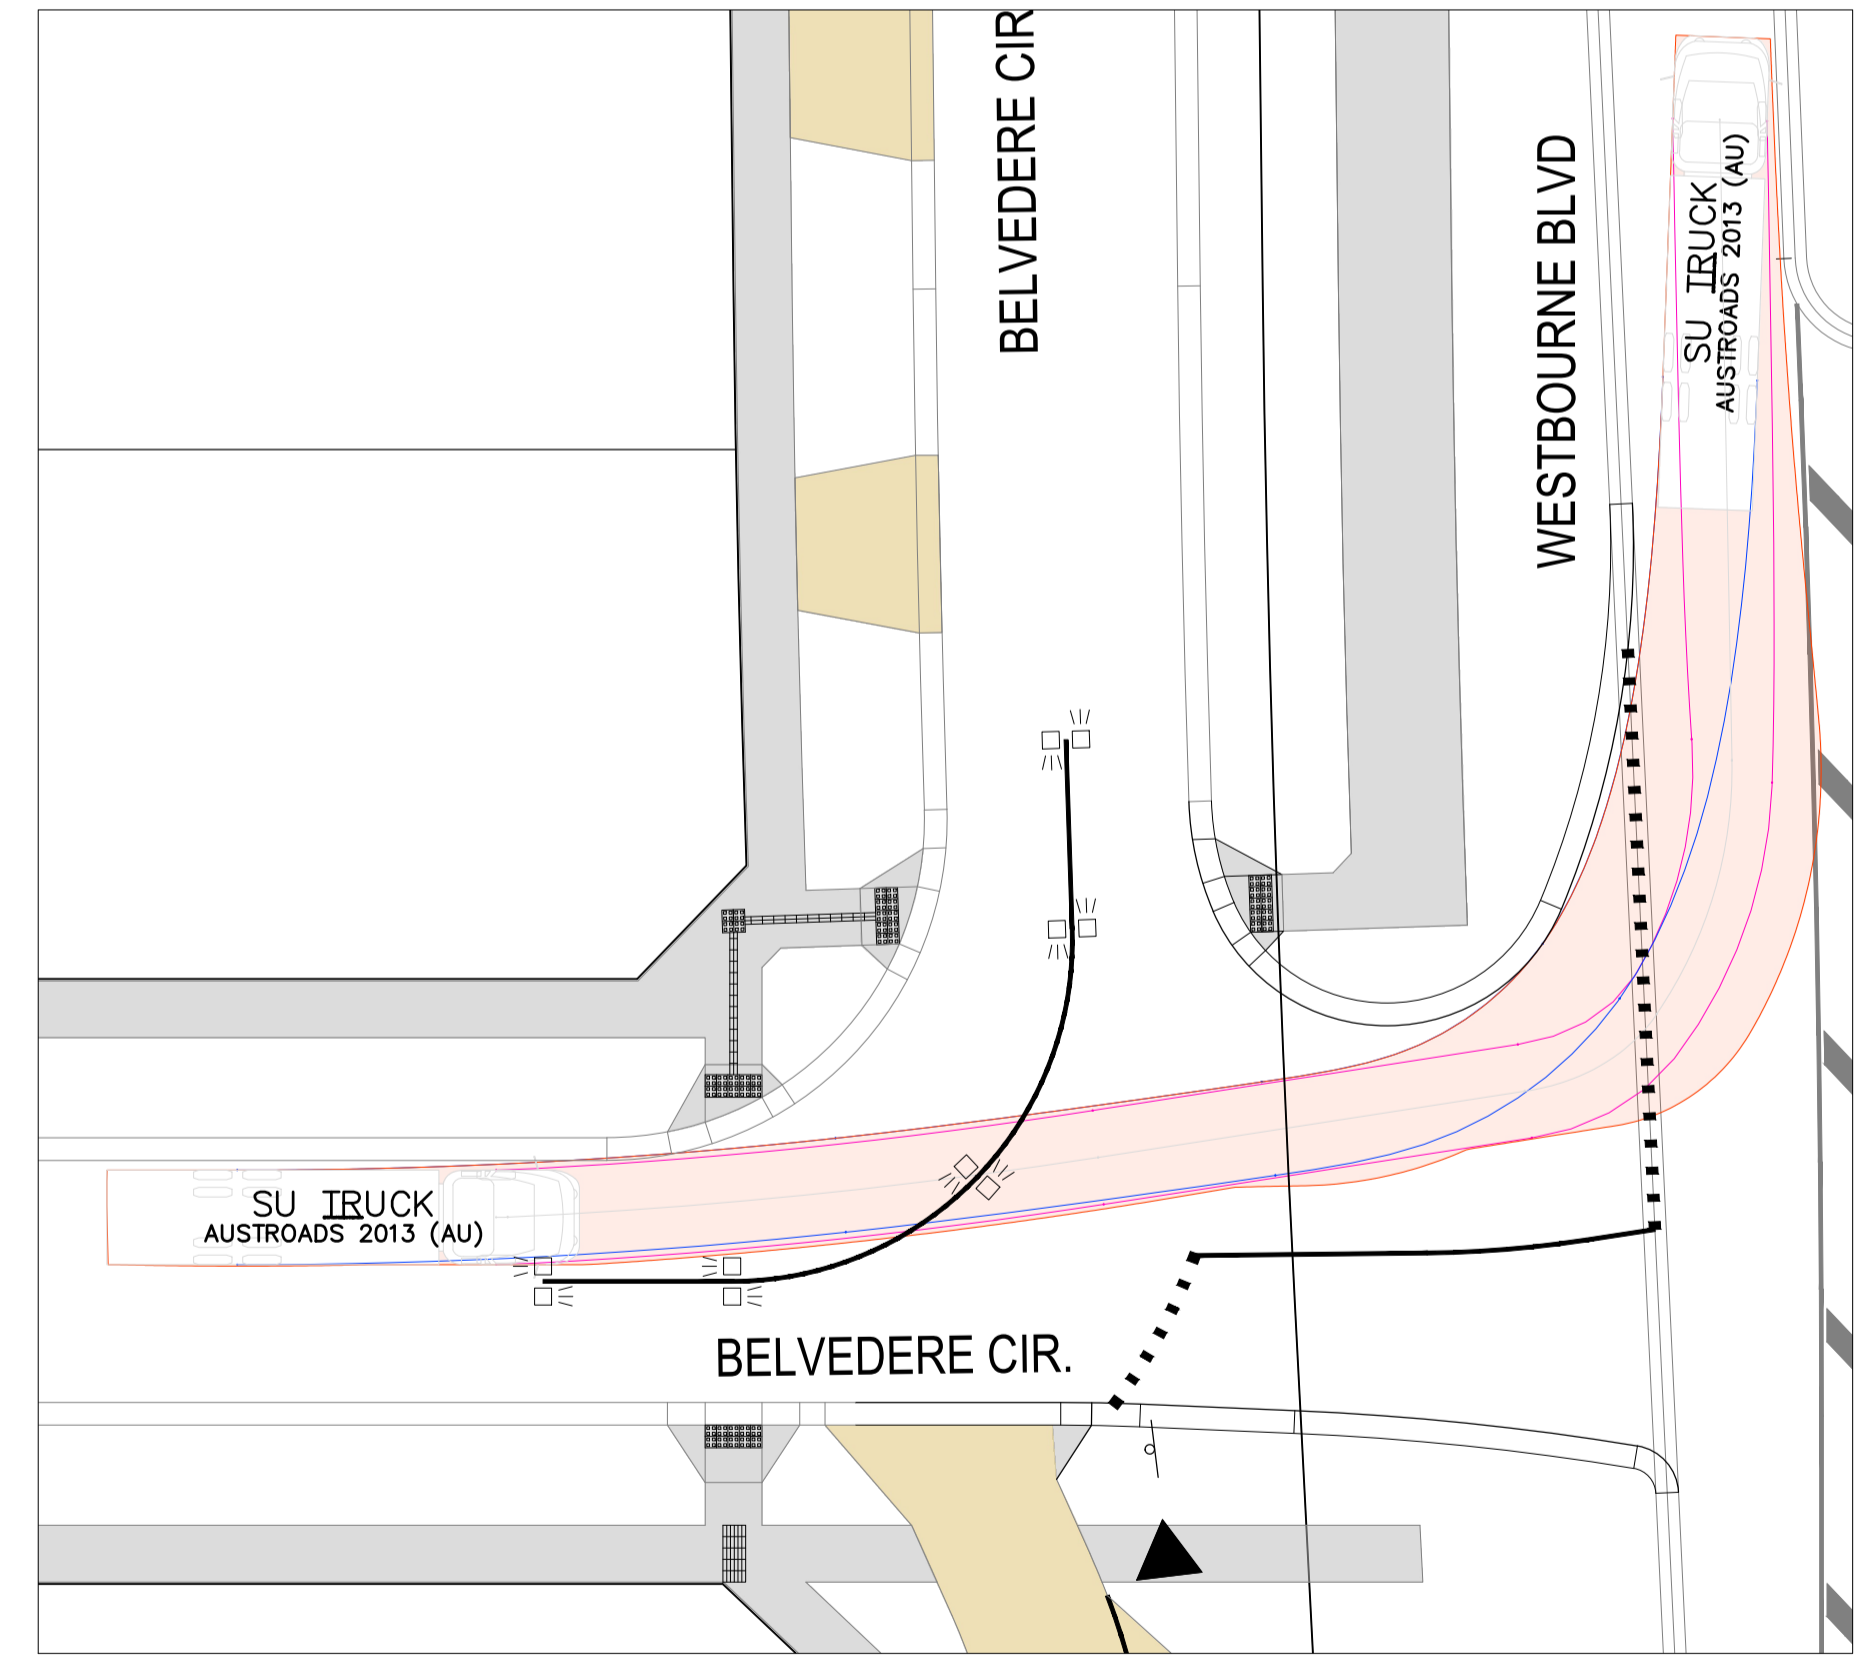 BELVEDERE CIR
WESTBOURNE BLVD
SU TRUCK
AUSTROADS 2013 (AU)
SU TRUCK
AUSTROADS 2013 (AU)
BELVEDERE CIR.